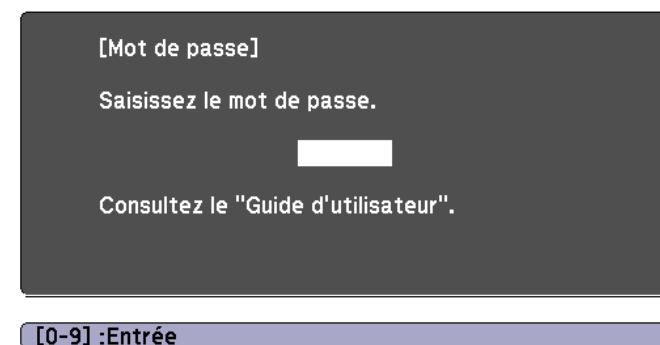 [Mot de passe]
Saisissez le mot de passe.
Consultez le "Guide d'utilisateur".
[0-9] :Entrée